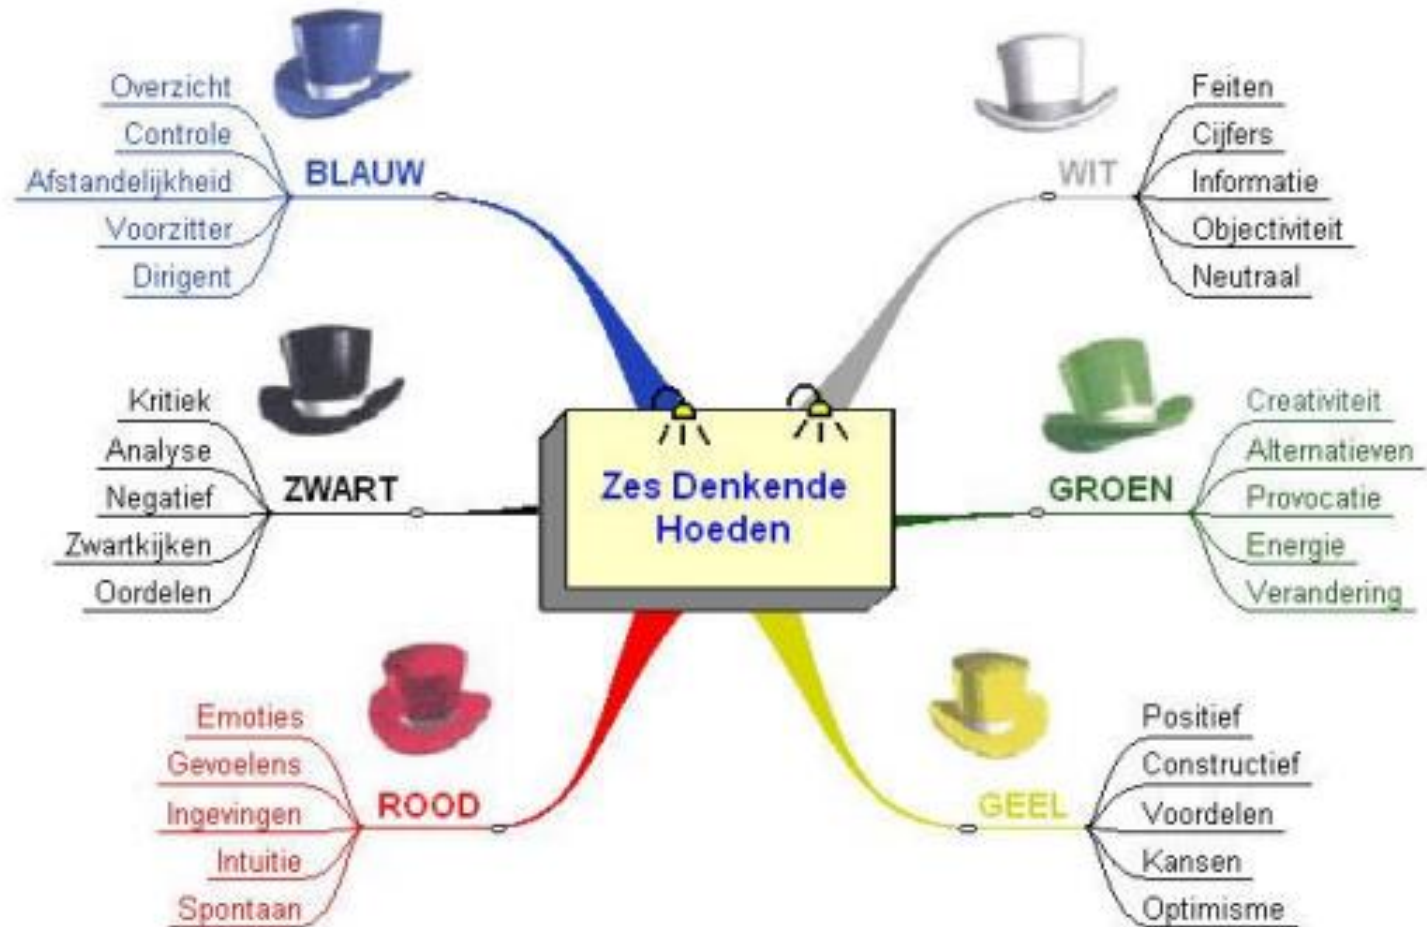 Zes Denkende
Hoeden
BLAUW
Overzicht
Controle
Afstandelijkheid
Voorzitter
Dirigent
WIT
Feiten
Cijfers
Informatie
Objectiviteit
Neutraal
ZWART
Kritiek
Analyse
Negatief
Zwartkijken
Oordelen
GROEN
Creativiteit
Alternatieven
Provocatie
Energie
Verandering
ROOD
Emoties
Gevoelens
Ingevingen
Intuitie
Spontaan
GEEL
Positief
Constructief
Voordelen
Kansen
Optimisme